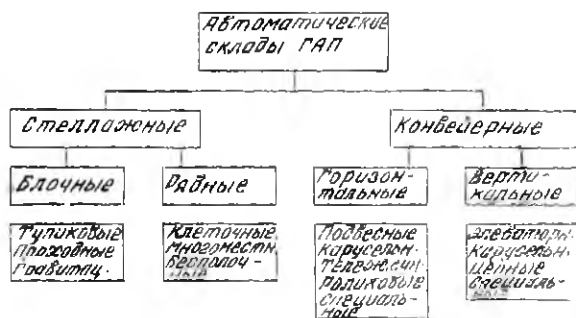 Автоматические
склады ГАП
Стеллажные
Конвейерные
Блочные
Рядные
Горизон-
тальные
Верти-
кальные
Тупиковые
Проходные
Гравитац.
Клеточные
Многоместн.
Бесполоч-
ные
Подвесные
Карусельн.
Тележечн.
Роликовые
Специаль-
ные
Элеваторн.
Карусельн.
Цепные
Специаль-
ные